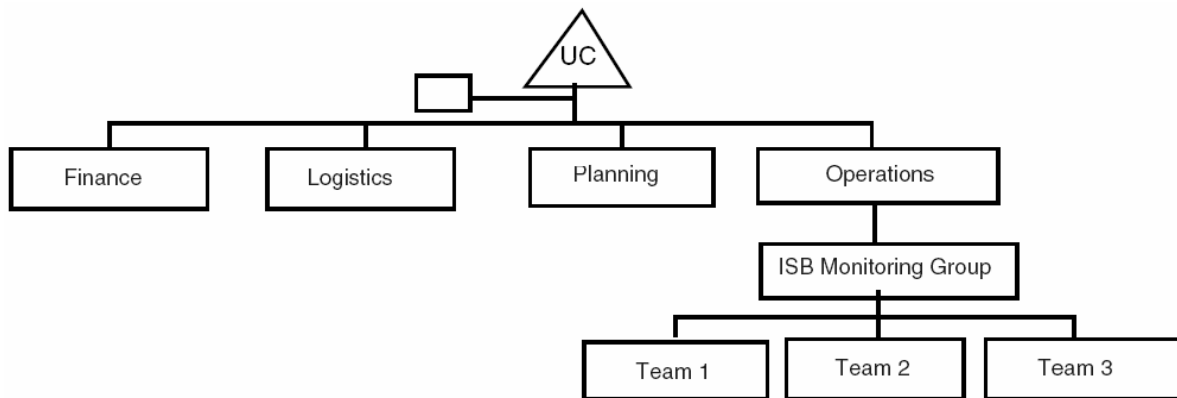 UC
Finance
Logistics
Planning
Operations
ISB Monitoring Group
Team 1
Team 2
Team 3